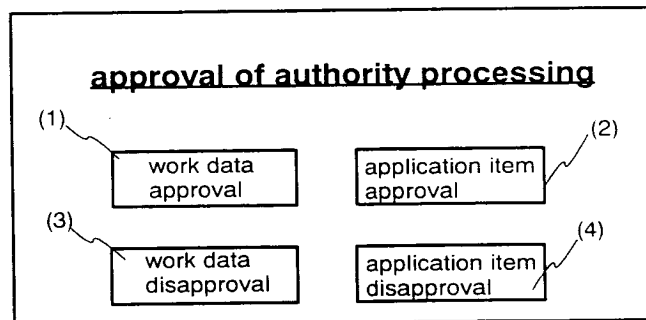 approval of authority processing
(1)
work data
approval
(2)
application item
approval
(3)
work data
disapproval
(4)
application item
disapproval